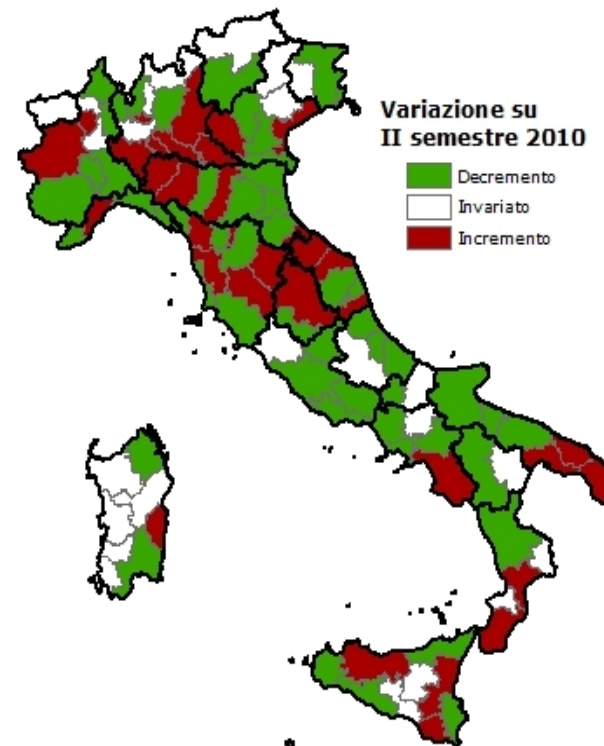 Variazione su
II semestre 2010
Decremento
Invariato
Incremento